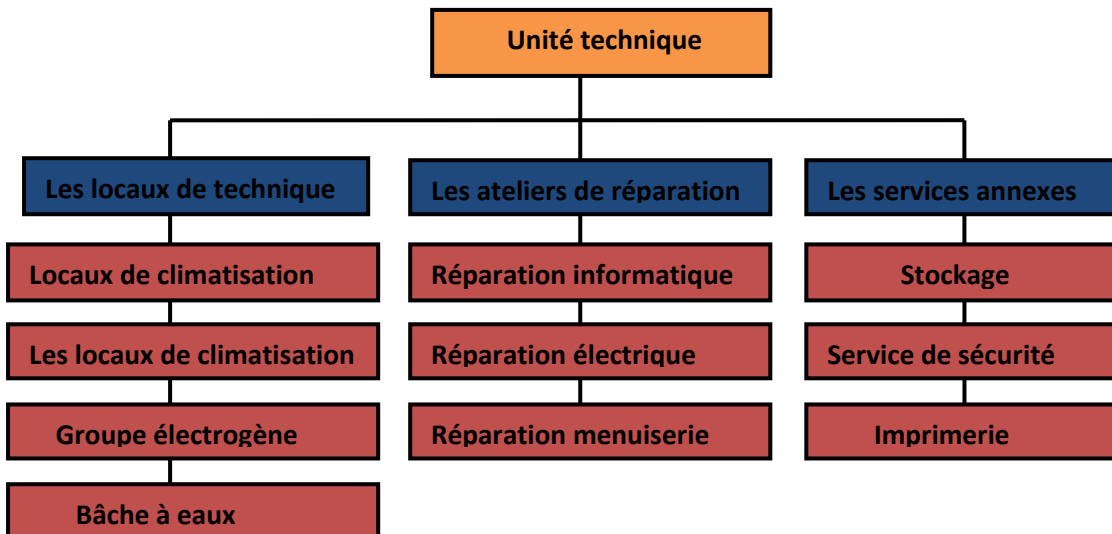 Unité technique
Les locaux de technique
Les ateliers de réparation
Les services annexes
Locaux de climatisation
Réparation informatique
Stockage
Les locaux de climatisation
Réparation électrique
Service de sécurité
Groupe électrogène
Réparation menuiserie
Imprimerie
Bâche à eaux